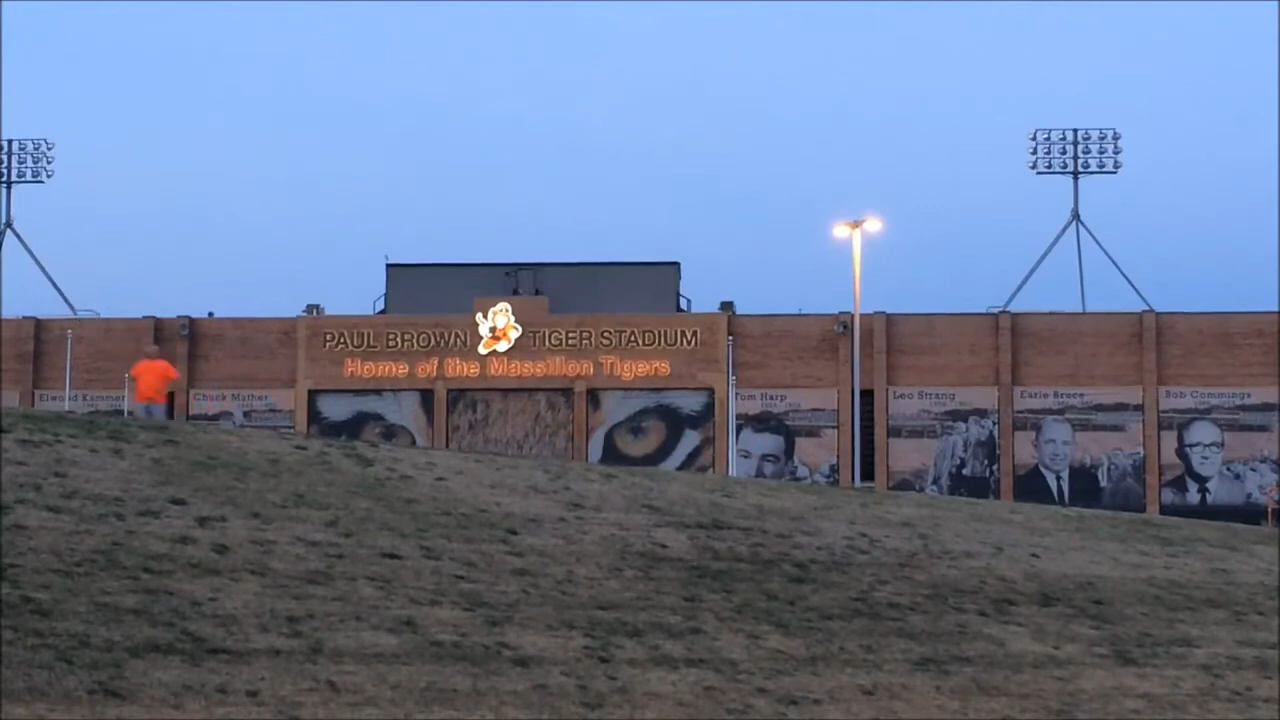 PAUL BROWN TIGER STADIUM
Home of the Massillon Tigers
Elwood Kammer
Chuck Mather
Tom Harp
Leo Strang
Earle Bruce
Bob Commings